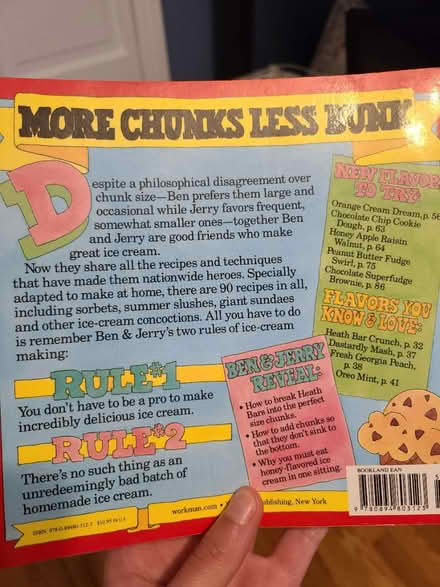 MORE CHUNKS LESS BUNK
Despite a philosophical disagreement over
chunk size—Ben prefers them large and
occasional while Jerry favors frequent,
somewhat smaller ones—together Ben
and Jerry are good friends who make
great ice cream.
Now they share all the recipes and techniques
that have made them nationwide heroes. Specially
adapted to make at home, there are 90 recipes in all,
including sorbets, summer slushes, giant sundaes
and other ice-cream concoctions. All you have to do
is remember Ben & Jerry's two rules of ice-cream
making:
RULE #1
You don't have to be a pro to make
incredibly delicious ice cream.
RULE #2
There's no such thing as an
unredeemingly bad batch of
homemade ice cream.
NEW FLAVORS
TO TRY:
Orange Cream Dream, p. 56
Chocolate Chip Cookie
Dough, p. 63
Honey Apple Raisin
Walnut, p. 64
Peanut Butter Fudge
Swirl, p. 75
Chocolate Superfudge
Brownie, p. 86
FLAVORS YOU
KNOW & LOVE:
Heath Bar Crunch, p. 32
Dastardly Mash, p. 37
Fresh Georgia Peach,
p. 38
Oreo Mint, p. 41
BEN & JERRY
REVEAL:
• How to break Heath
Bars into the perfect
size chunks.
• How to add chunks so
that they don't sink to
the bottom.
• Why you must eat
honey-flavored ice
cream in one sitting.
BOOKLAND EAN
9 780894 803123
workman.com • Publishing, New York